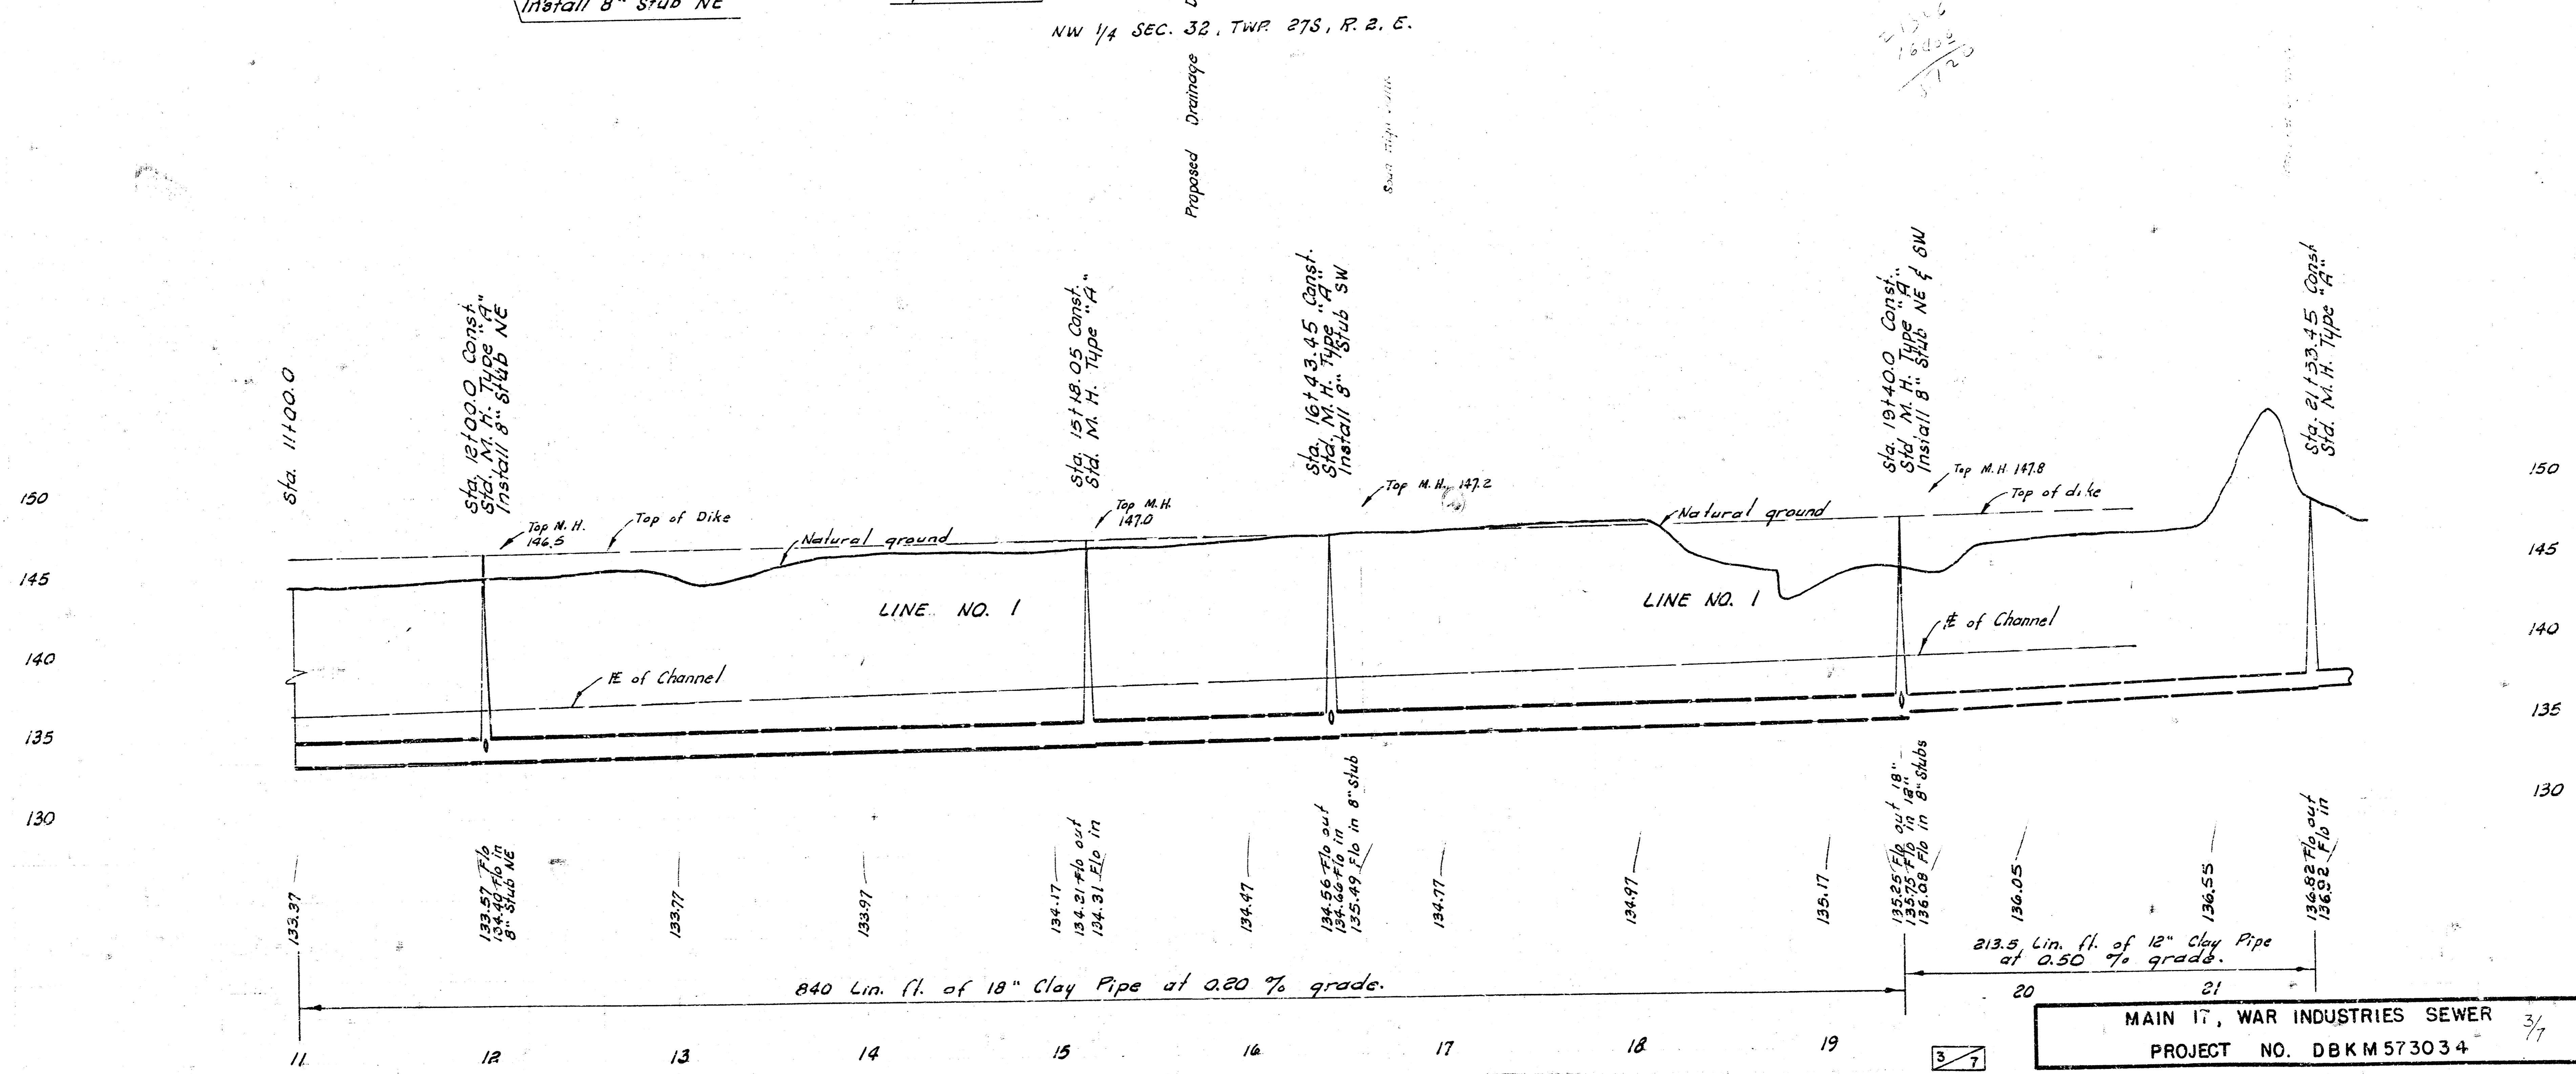 Install 8" Stub NE
NW 1/4 SEC. 32, TWP. 27S, R. 2. E.
Proposed Drainage
Sta. 11+00.0
Sta. 12+00.0 Const.
Std. M. H. Type "A"
Install 8" Stub NE
Sta. 15+18.05 Const.
Std. M. H. Type "A"
Sta. 16+43.45 Const.
Std. M. H. Type "A"
Install 8" Stub SW
Sta. 19+40.0 Const.
Std M. H. Type "A"
Install 8" Stub NE & SW
Sta. 21+33.45 Const
Std. M. H. Type "A"
150
145
140
135
130
Top M. H.
146.5
Top of Dike
Natural ground
Top M. H.
147.0
Top M. H. 147.2
Natural ground
Top M. H. 147.8
Top of dike
LINE NO. 1
LINE NO. 1
℄ of Channel
℄ of Channel
150
145
140
135
130
133.37
133.57 Flo
134.40 Flo in
8" Stub NE
133.77
133.97
134.17
134.21 Flo out
134.31 Flo in
134.47
134.56 Flo out
134.66 Flo in
135.49 Flo in 8" Stub
134.77
134.97
135.17
135.25 Flo out 18"
135.75 Flo in 12"
136.08 Flo in 8" Stubs
136.05
136.55
136.82 Flo out
136.92 Flo in
840 Lin. ft. of 18" Clay Pipe at 0.20 % grade.
213.5 Lin. ft. of 12" Clay Pipe
at 0.50 % grade.
11
12
13
14
15
16
17
18
19
20
21
3/7
MAIN 17, WAR INDUSTRIES SEWER
PROJECT NO. DBKM573034
3/7